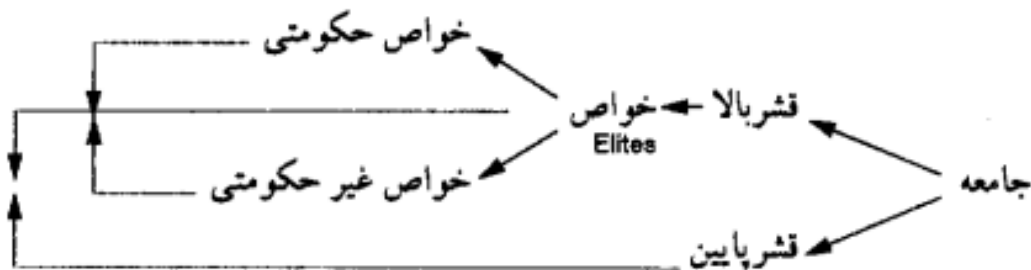 خواص حکومتی
قشربالا
خواص
Elites
خواص غیر حکومتی
جامعه
قشرپایین